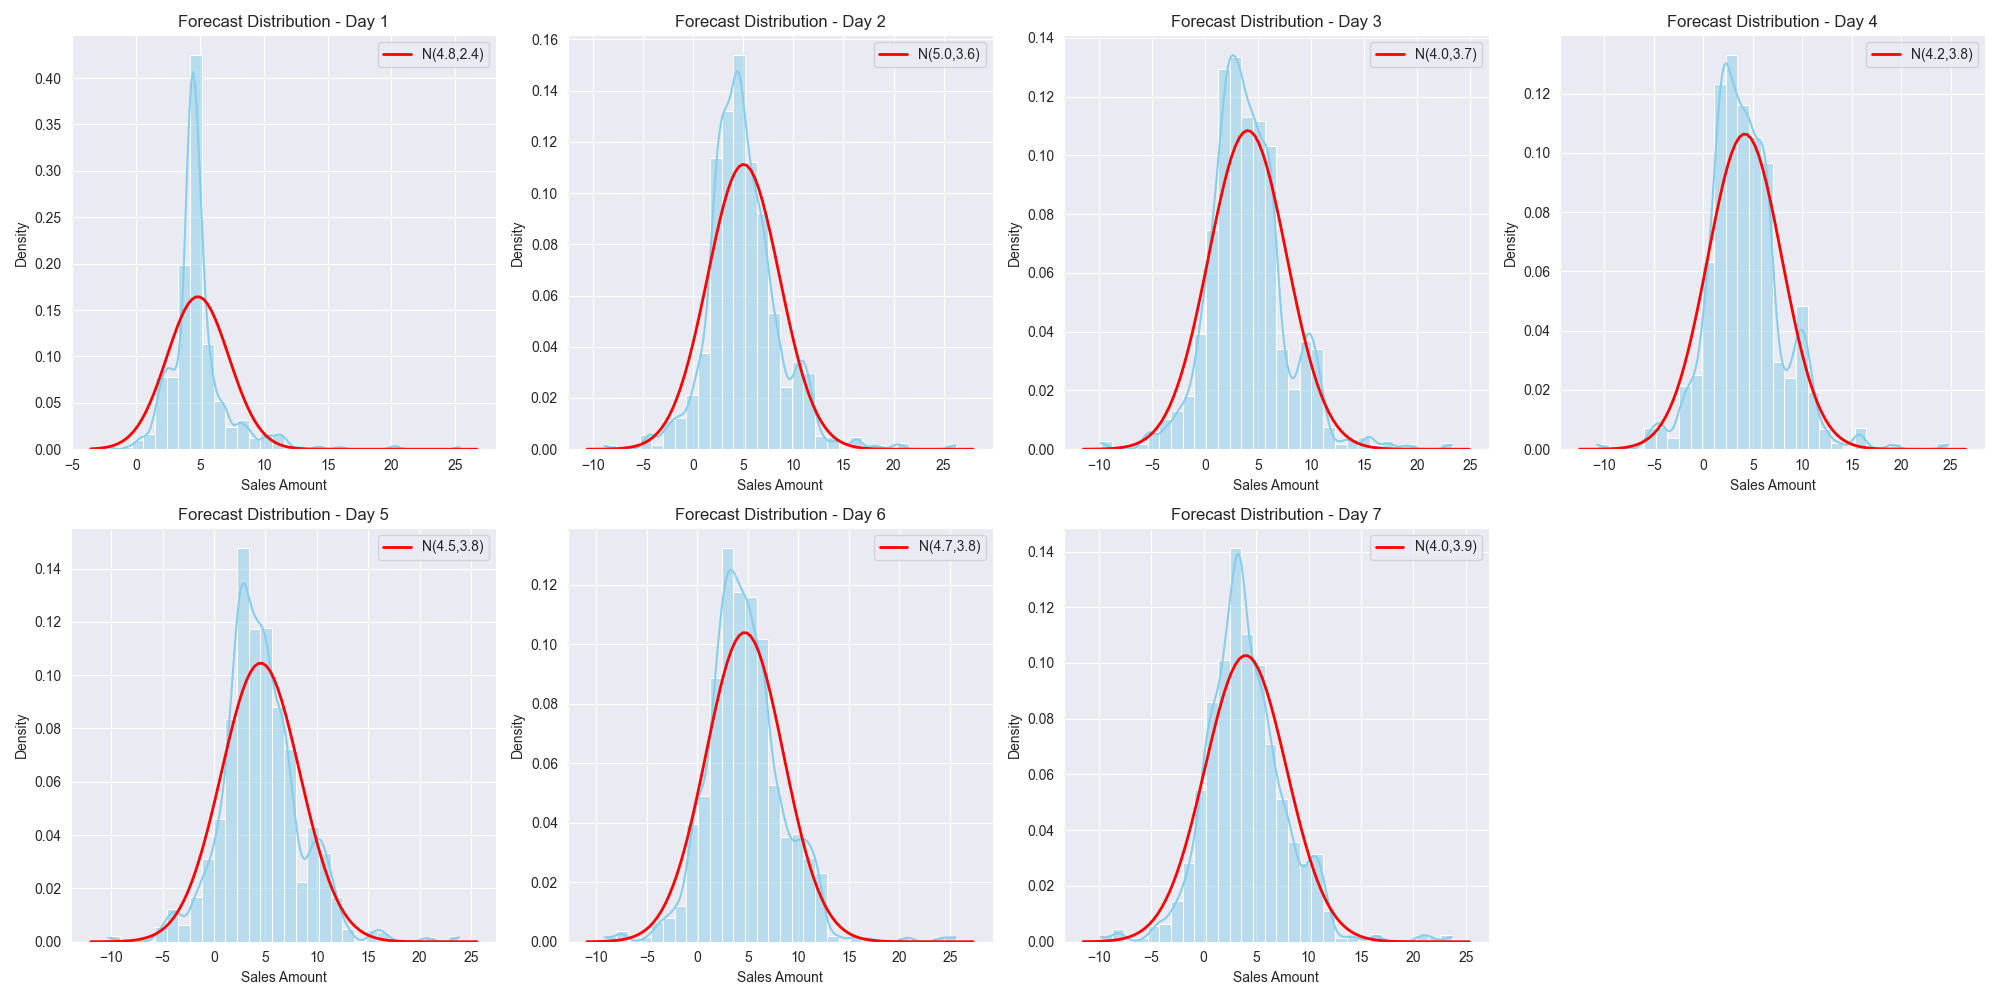 Forecast Distribution - Day 1
N(4.8,2.4)
Density
0.40
0.35
0.30
0.25
0.20
0.15
0.10
0.05
0.00
−5 0 5 10 15 20 25
Sales Amount
Forecast Distribution - Day 2
N(5.0,3.6)
Density
0.16
0.14
0.12
0.10
0.08
0.06
0.04
0.02
0.00
−10 −5 0 5 10 15 20 25
Sales Amount
Forecast Distribution - Day 3
N(4.0,3.7)
Density
0.14
0.12
0.10
0.08
0.06
0.04
0.02
0.00
−10 −5 0 5 10 15 20 25
Sales Amount
Forecast Distribution - Day 4
N(4.2,3.8)
Density
0.12
0.10
0.08
0.06
0.04
0.02
0.00
−10 −5 0 5 10 15 20 25
Sales Amount
Forecast Distribution - Day 5
N(4.5,3.8)
Density
0.14
0.12
0.10
0.08
0.06
0.04
0.02
0.00
−10 −5 0 5 10 15 20 25
Sales Amount
Forecast Distribution - Day 6
N(4.7,3.8)
Density
0.12
0.10
0.08
0.06
0.04
0.02
0.00
−10 −5 0 5 10 15 20 25
Sales Amount
Forecast Distribution - Day 7
N(4.0,3.9)
Density
0.14
0.12
0.10
0.08
0.06
0.04
0.02
0.00
−10 −5 0 5 10 15 20 25
Sales Amount